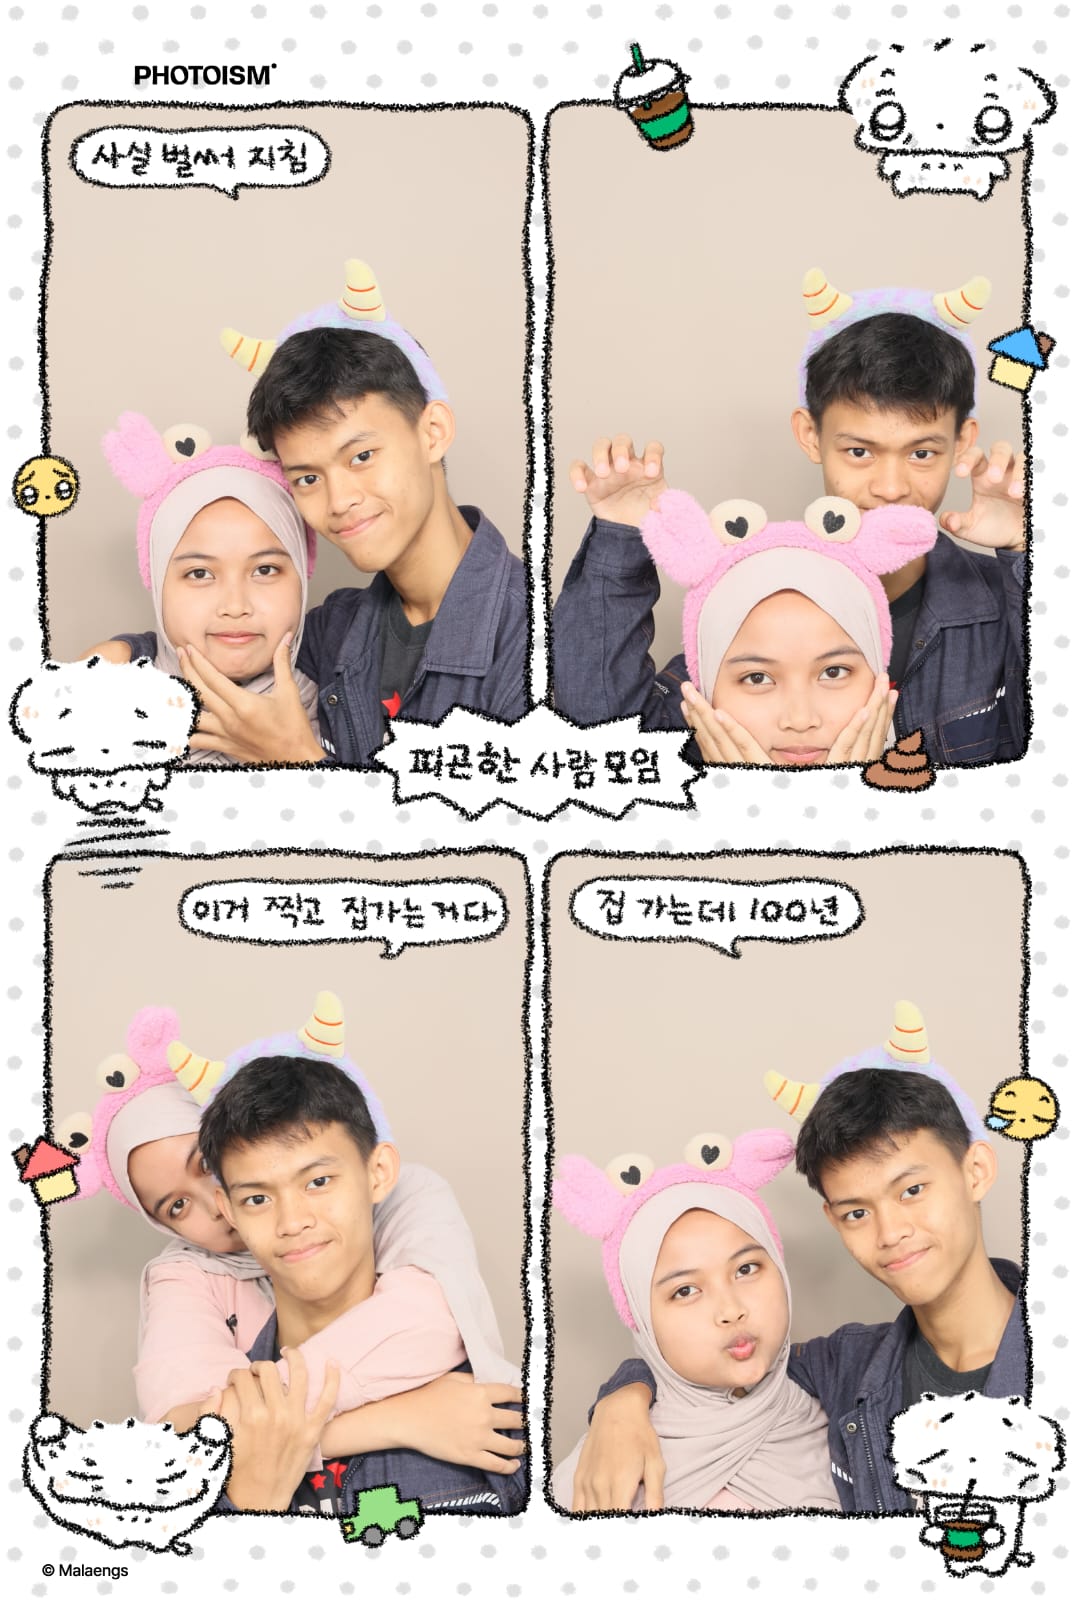 PHOTOISM
사실 벌써 지침
피곤한 사람 모임
이거 찍고 집가는거다
집 가는데 100년
© Malaengs